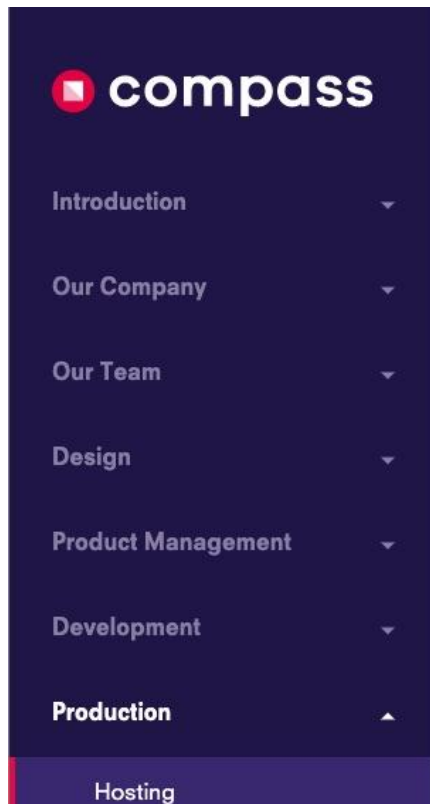 compass
Introduction
Our Company
Our Team
Design
Product Management
Development
Production
Hosting